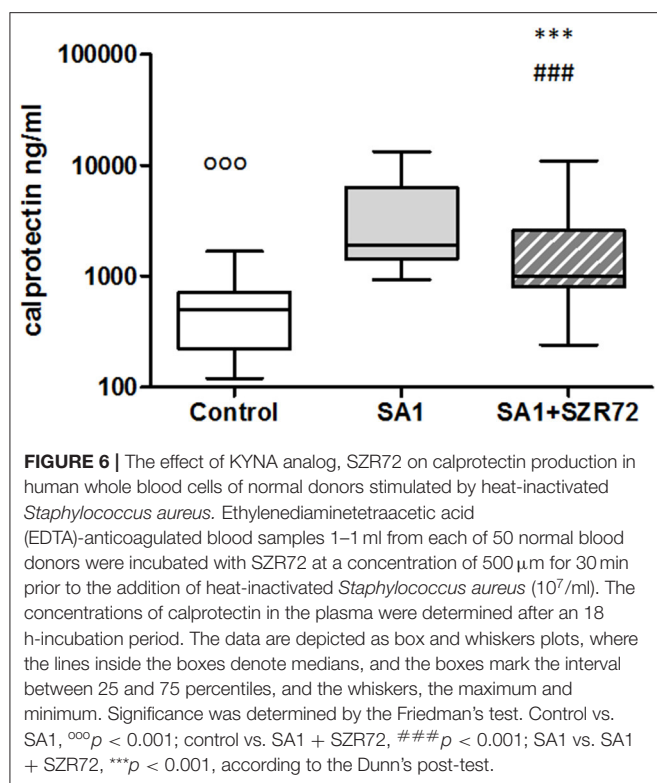 ***
###
100000
10000
1000
100
calprotectin ng/ml
ooo
Control SA1 SA1+SZR72
FIGURE 6 | The effect of KYNA analog, SZR72 on calprotectin production in
human whole blood cells of normal donors stimulated by heat-inactivated
Staphylococcus aureus. Ethylenediaminetetraacetic acid
(EDTA)-anticoagulated blood samples 1–1 ml from each of 50 normal blood
donors were incubated with SZR72 at a concentration of 500 μm for 30 min
prior to the addition of heat-inactivated Staphylococcus aureus (10⁷/ml). The
concentrations of calprotectin in the plasma were determined after an 18
h-incubation period. The data are depicted as box and whiskers plots, where
the lines inside the boxes denote medians, and the boxes mark the interval
between 25 and 75 percentiles, and the whiskers, the maximum and
minimum. Significance was determined by the Friedman's test. Control vs.
SA1, ᵒᵒᵒp < 0.001; control vs. SA1 + SZR72, ###p < 0.001; SA1 vs. SA1
+ SZR72, ***p < 0.001, according to the Dunn's post-test.